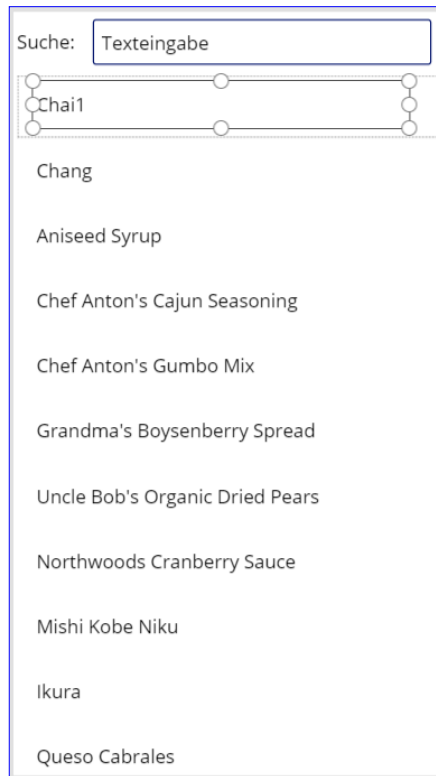 Suche: Texteingabe
Chai1
Chang
Aniseed Syrup
Chef Anton's Cajun Seasoning
Chef Anton's Gumbo Mix
Grandma's Boysenberry Spread
Uncle Bob's Organic Dried Pears
Northwoods Cranberry Sauce
Mishi Kobe Niku
Ikura
Queso Cabrales